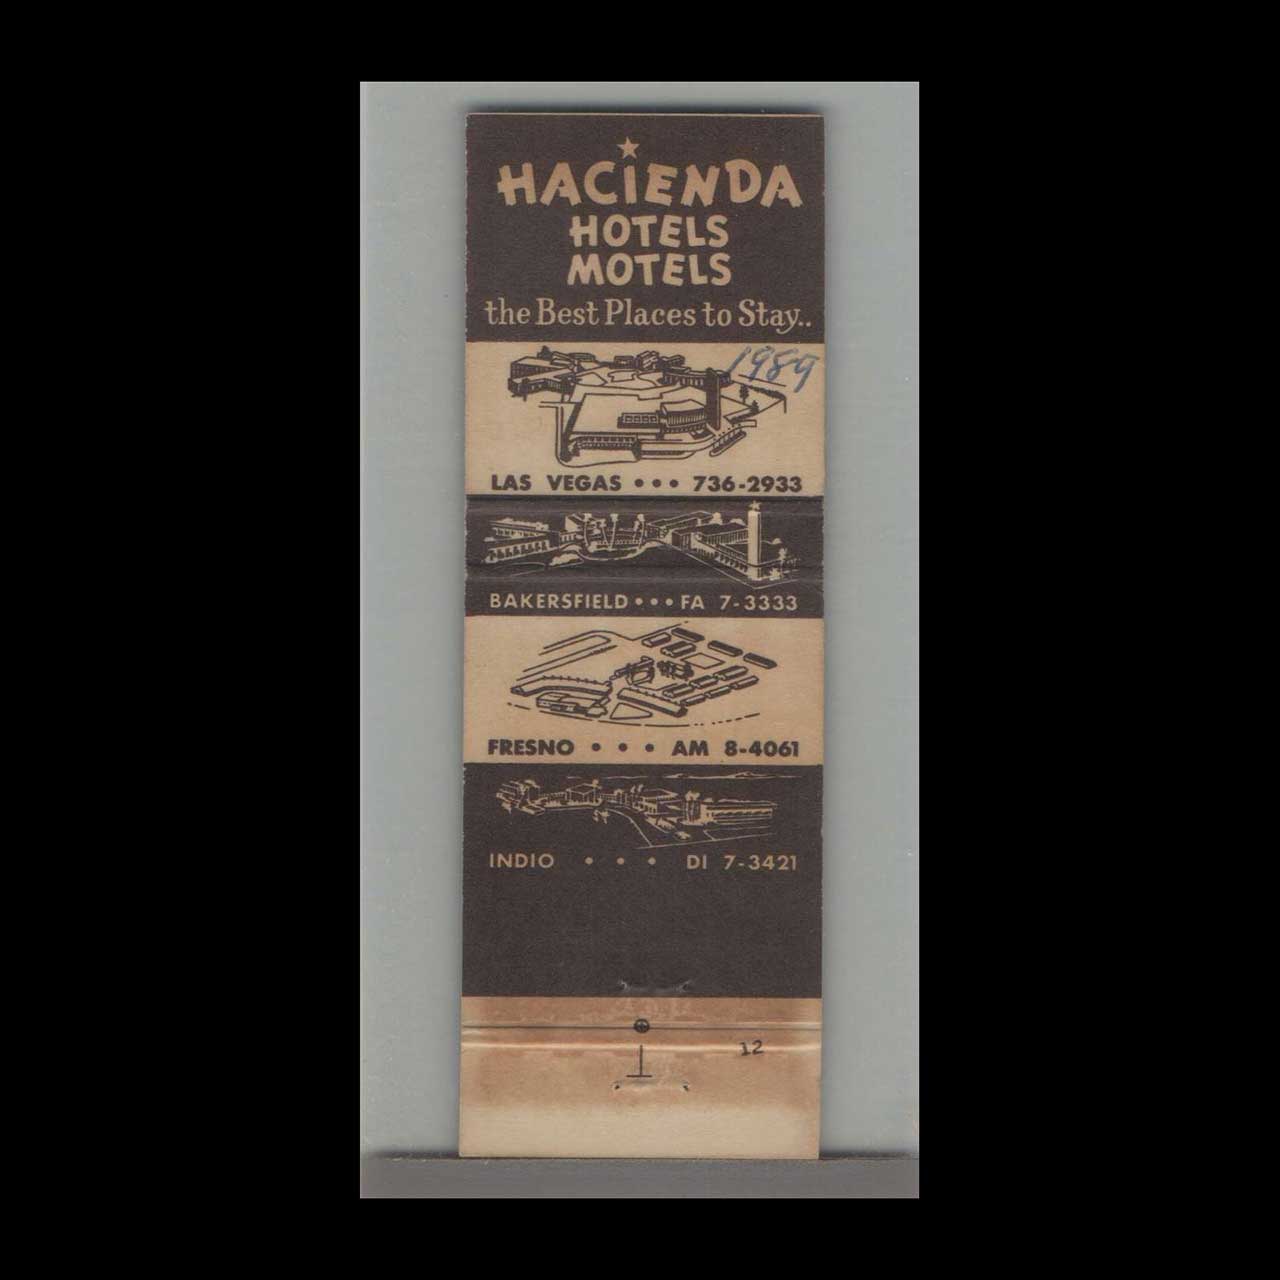 HACIENDA
HOTELS
MOTELS
the Best Places to Stay..
1989
LAS VEGAS ••• 736-2933
BAKERSFIELD ••• FA 7-3333
FRESNO • • • AM 8-4061
INDIO • • • DI 7-3421
12